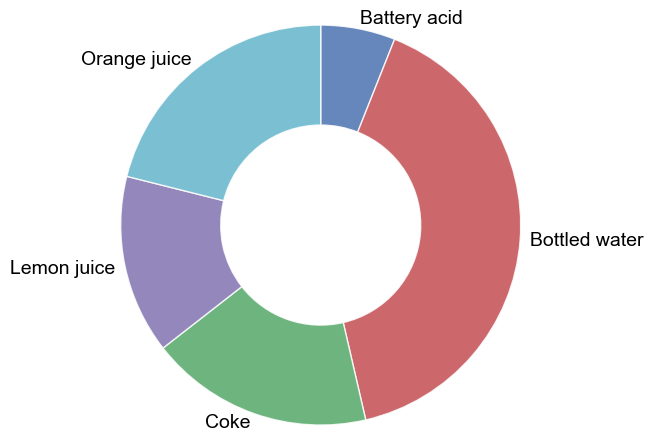 Battery acid
Orange juice
Bottled water
Lemon juice
Coke